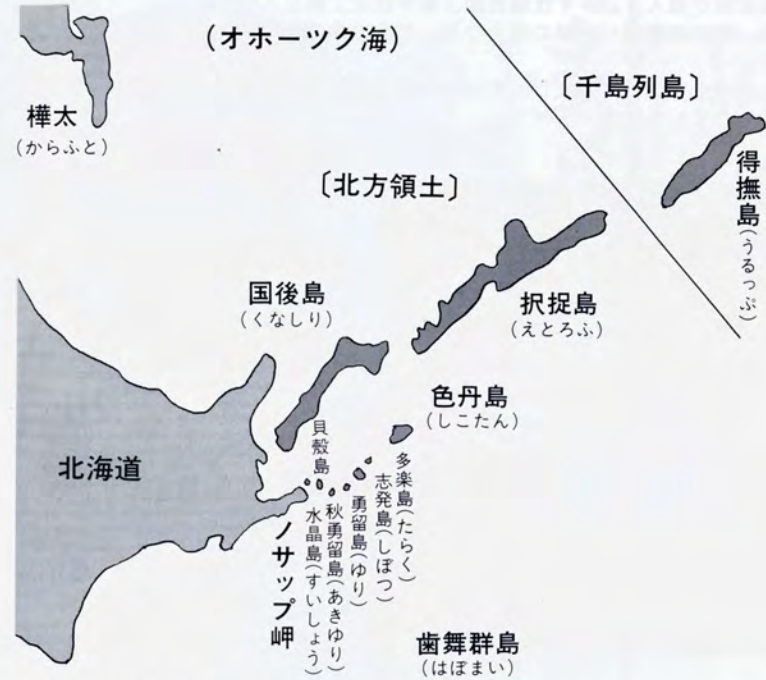 (オホーツク海)
〔千島列島〕
樺太
(からふと)
得撫島(うるっぷ)
〔北方領土〕
国後島
(くなしり)
択捉島
(えとろふ)
色丹島
(しこたん)
北海道
貝殻島
多楽島(たらく)
志発島(しぼつ)
勇留島(ゆり)
秋勇留島(あきゆり)
水晶島(すいしょう)
ノサップ岬
歯舞群島
(はぼまい)